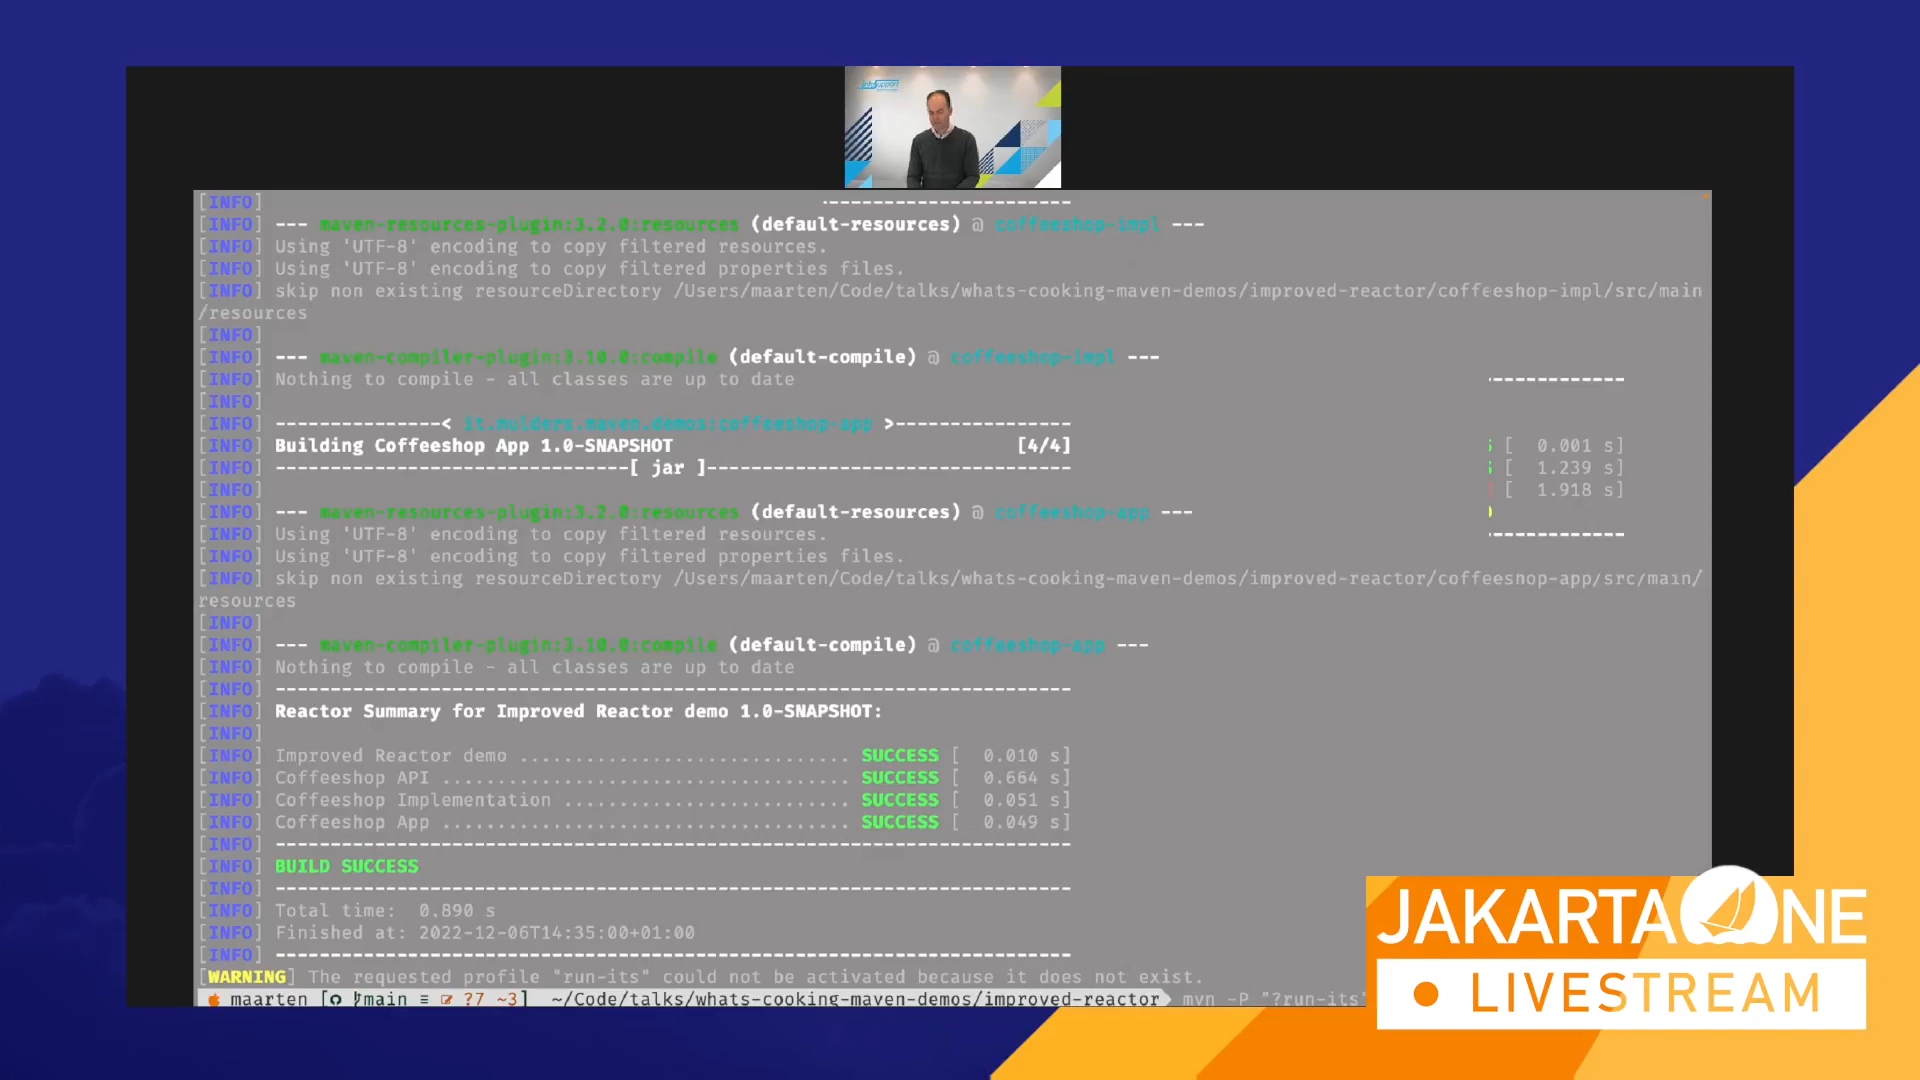 infosupport
[INFO]
[INFO] --- maven-resources-plugin:3.2.0:resources (default-resources) @ coffeeshop-impl ---
[INFO] Using 'UTF-8' encoding to copy filtered resources.
[INFO] Using 'UTF-8' encoding to copy filtered properties files.
[INFO] skip non existing resourceDirectory /Users/maarten/Code/talks/whats-cooking-maven-demos/improved-reactor/coffeeshop-impl/src/main
/resources
[INFO]
[INFO] --- maven-compiler-plugin:3.10.0:compile (default-compile) @ coffeeshop-impl ---
[INFO] Nothing to compile - all classes are up to date
[INFO]
[INFO] ---------------< it.mulders.maven.demos:coffeeshop-app >----------------
[INFO] Building Coffeeshop App 1.0-SNAPSHOT [4/4] [ 0.001 s]
[INFO] --------------------------------[ jar ]--------------------------------- [ 1.239 s]
[INFO] [ 1.918 s]
[INFO] --- maven-resources-plugin:3.2.0:resources (default-resources) @ coffeeshop-app ---
[INFO] Using 'UTF-8' encoding to copy filtered resources.
[INFO] Using 'UTF-8' encoding to copy filtered properties files.
[INFO] skip non existing resourceDirectory /Users/maarten/Code/talks/whats-cooking-maven-demos/improved-reactor/coffeeshop-app/src/main/
resources
[INFO]
[INFO] --- maven-compiler-plugin:3.10.0:compile (default-compile) @ coffeeshop-app ---
[INFO] Nothing to compile - all classes are up to date
[INFO] ------------------------------------------------------------------------
[INFO] Reactor Summary for Improved Reactor demo 1.0-SNAPSHOT:
[INFO]
[INFO] Improved Reactor demo .............................. SUCCESS [ 0.010 s]
[INFO] Coffeeshop API ..................................... SUCCESS [ 0.664 s]
[INFO] Coffeeshop Implementation .......................... SUCCESS [ 0.051 s]
[INFO] Coffeeshop App ..................................... SUCCESS [ 0.049 s]
[INFO] ------------------------------------------------------------------------
[INFO] BUILD SUCCESS
[INFO] ------------------------------------------------------------------------
[INFO] Total time: 0.890 s
[INFO] Finished at: 2022-12-06T14:35:00+01:00
[INFO] ------------------------------------------------------------------------
[WARNING] The requested profile "run-its" could not be activated because it does not exist.
maarten [ main ≡ ?7 ~3] ~/Code/talks/whats-cooking-maven-demos/improved-reactor mvn -P "?run-its"
JAKARTAONE
LIVESTREAM